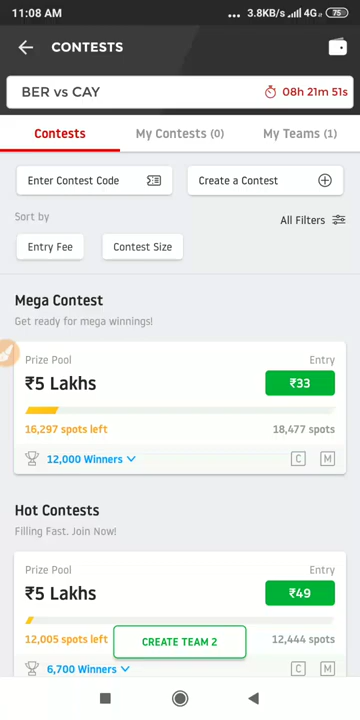 11:08 AM
... 3.8KB/s 4G 75
CONTESTS
BER vs CAY
08h 21m 51s
Contests
My Contests (0)
My Teams (1)
Enter Contest Code
Create a Contest
Sort by
All Filters
Entry Fee
Contest Size
Mega Contest
Get ready for mega winnings!
Prize Pool
Entry
₹5 Lakhs
₹33
16,297 spots left
18,477 spots
12,000 Winners
C
M
Hot Contests
Filling Fast. Join Now!
Prize Pool
Entry
₹5 Lakhs
₹49
12,005 spots left
CREATE TEAM 2
12,444 spots
6,700 Winners
C
M